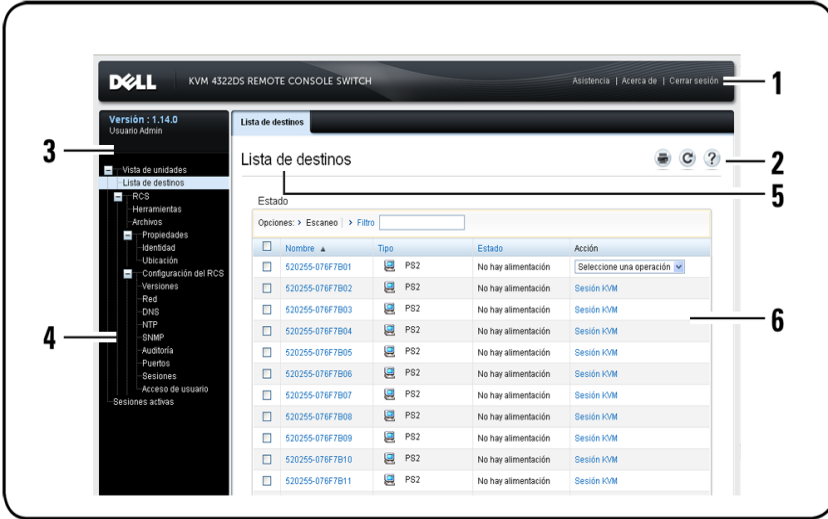 DELL KVM 4322DS REMOTE CONSOLE SWITCH Asistencia | Acerca de | Cerrar sesión 1
Versión : 1.14.0
Usuario Admin
3
Vista de unidades
Lista de destinos
RCS
Herramientas
Archivos
Propiedades
Identidad
Ubicación
Configuración del RCS
Versiones
Red
DNS
NTP
SNMP
Auditoría
Puertos
Sesiones
Acceso de usuario
Sesiones activas
4
Lista de destinos
Lista de destinos ? 2
5
Estado
Opciones: > Escaneo | > Filtro
Nombre ▲ Tipo Estado Acción
520255-076F7B01 PS2 No hay alimentación Seleccione una operación
520255-076F7B02 PS2 No hay alimentación Sesión KVM
520255-076F7B03 PS2 No hay alimentación Sesión KVM
6
520255-076F7B04 PS2 No hay alimentación Sesión KVM
520255-076F7B05 PS2 No hay alimentación Sesión KVM
520255-076F7B06 PS2 No hay alimentación Sesión KVM
520255-076F7B07 PS2 No hay alimentación Sesión KVM
520255-076F7B08 PS2 No hay alimentación Sesión KVM
520255-076F7B09 PS2 No hay alimentación Sesión KVM
520255-076F7B10 PS2 No hay alimentación Sesión KVM
520255-076F7B11 PS2 No hay alimentación Sesión KVM